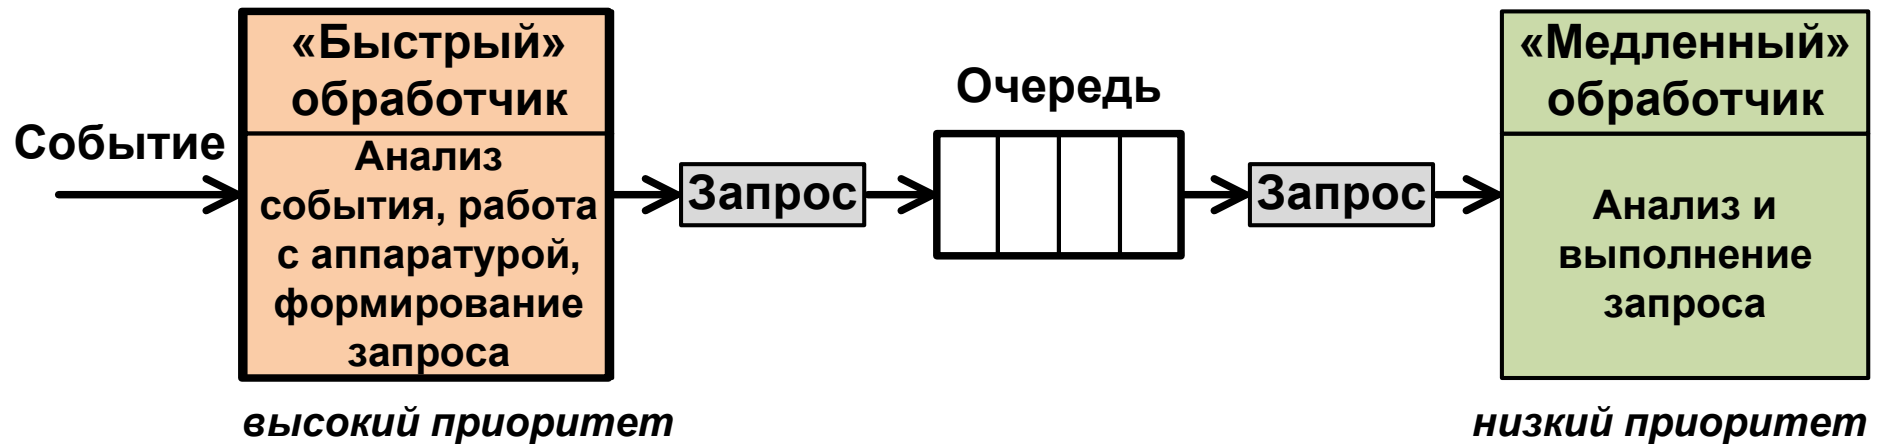 Событие
«Быстрый»
обработчик
Анализ
события, работа
с аппаратурой,
формирование
запроса
высокий приоритет
Запрос
Очередь
Запрос
«Медленный»
обработчик
Анализ и
выполнение
запроса
низкий приоритет